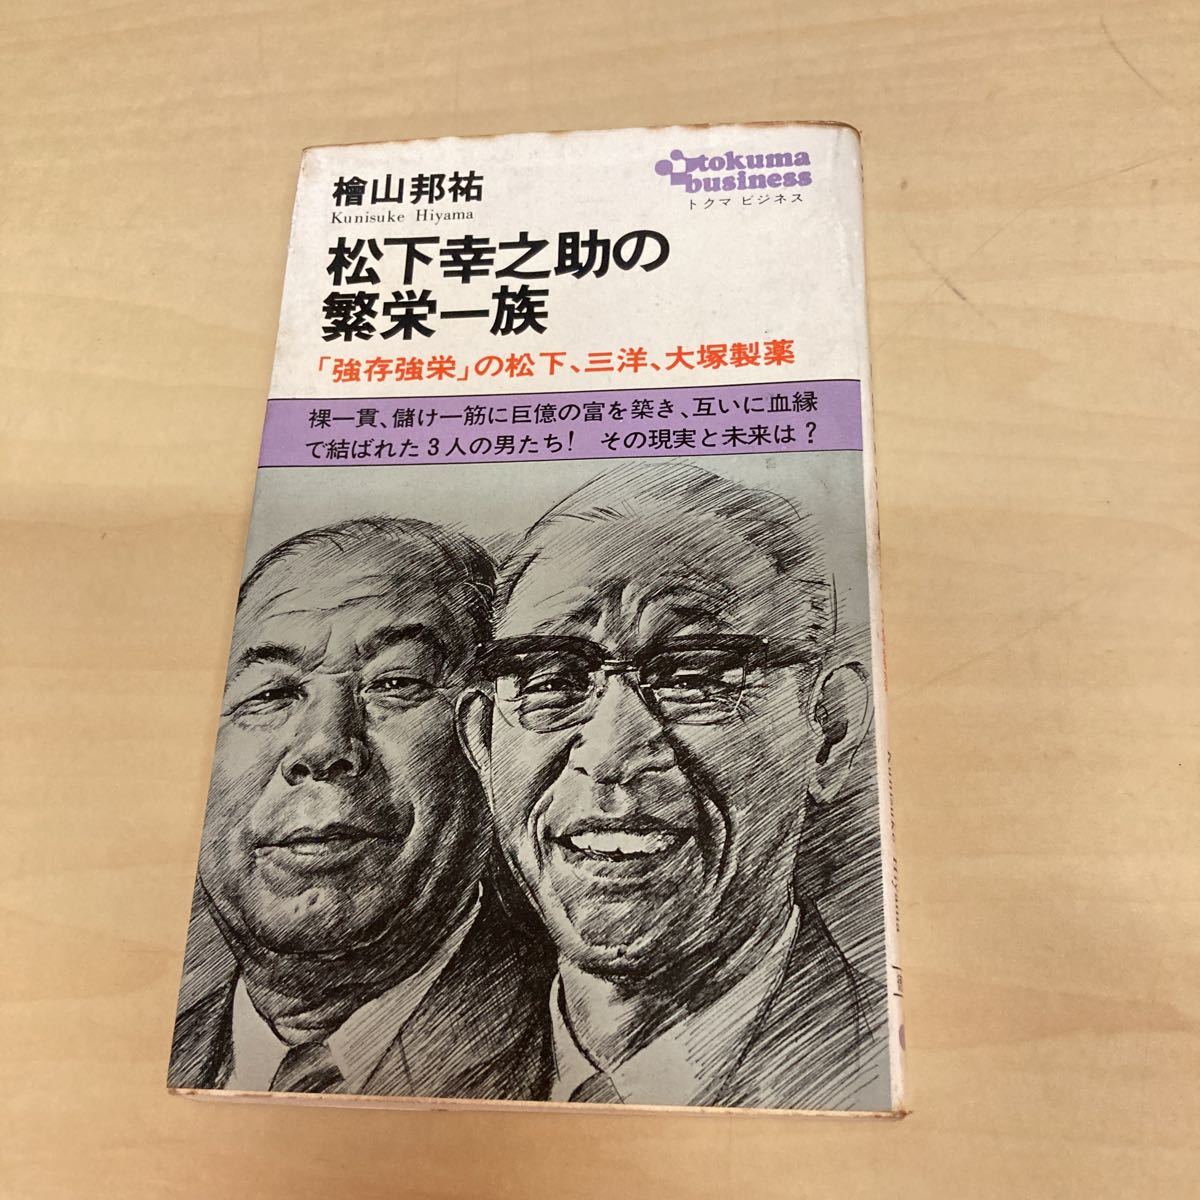 檜山邦祐
Kunisuke Hiyama
tokuma
business
トクマ ビジネス
松下幸之助の
繁栄一族
「強存強栄」の松下、三洋、大塚製薬
裸一貫、儲け一筋に巨億の富を築き、互いに血縁
で結ばれた3人の男たち! その現実と未来は?
Kunisuke Hiyama